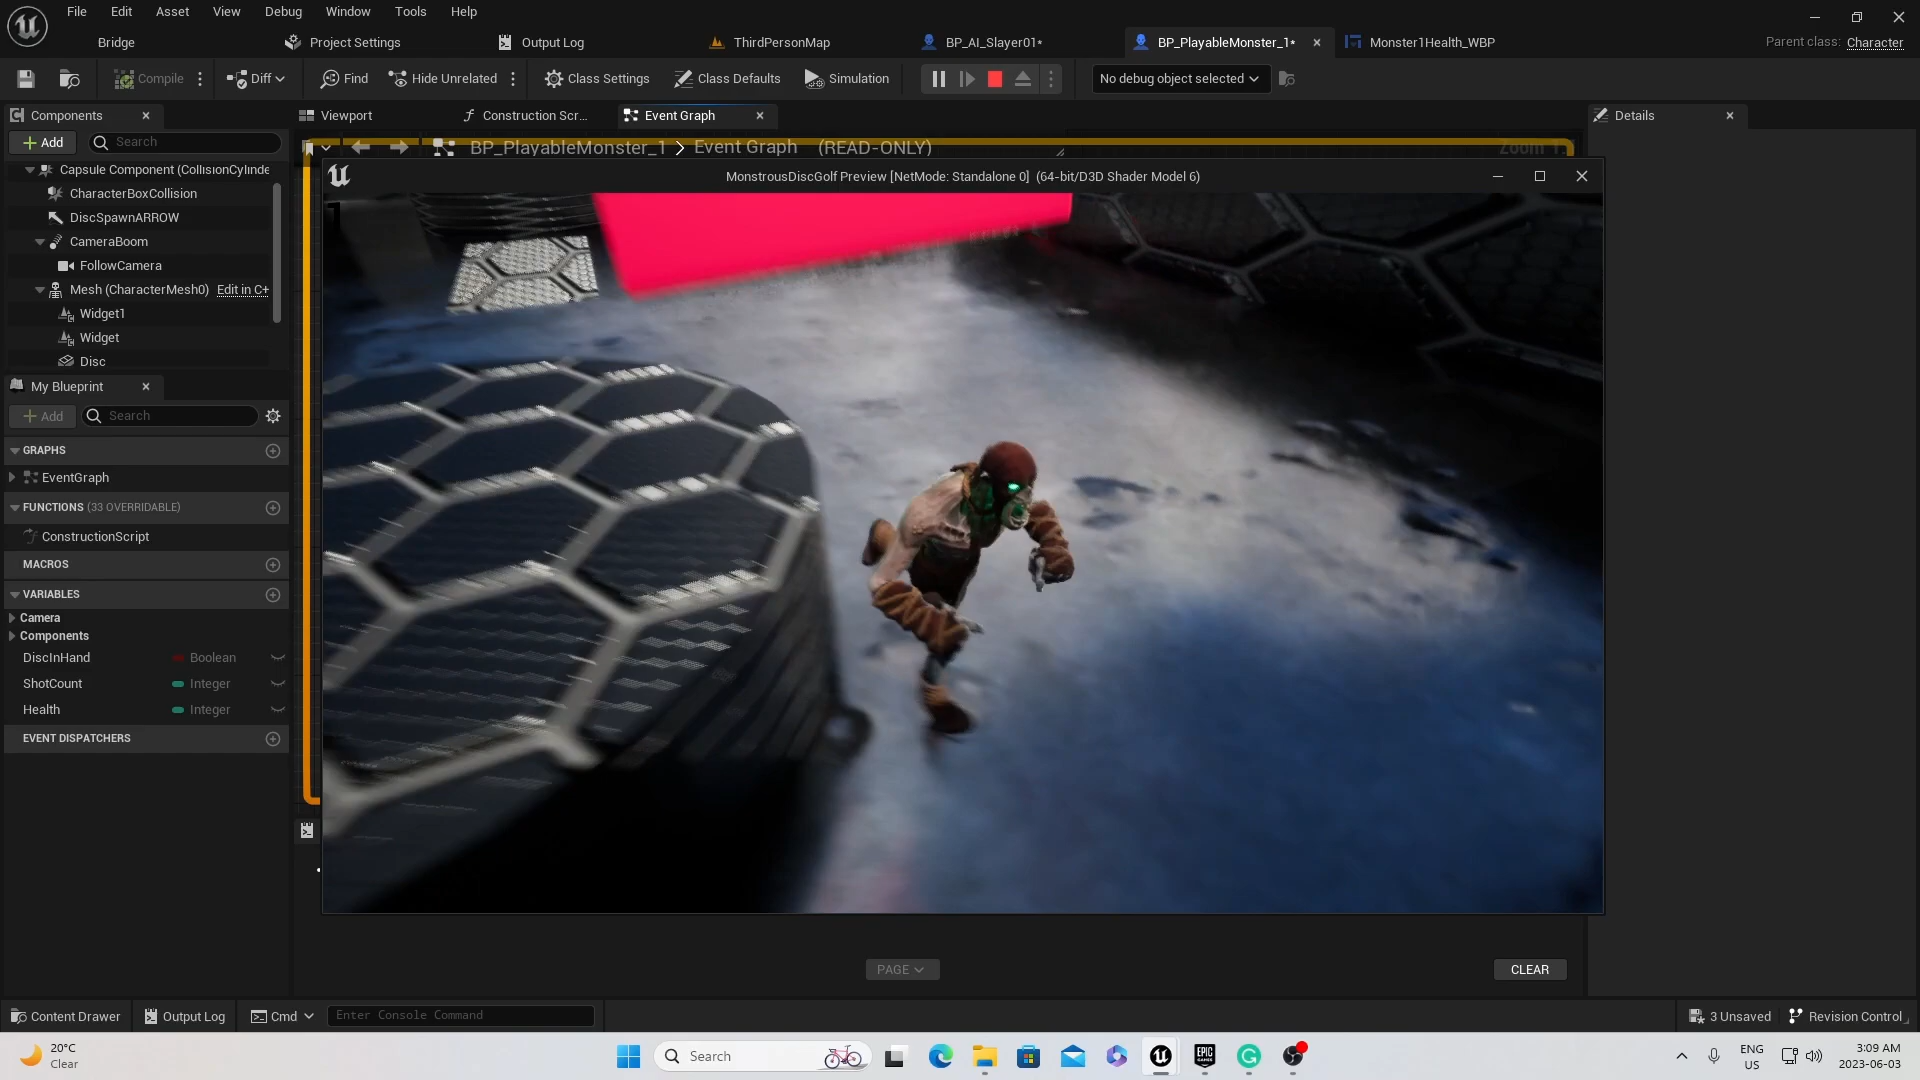 File Edit Asset View Debug Window Tools Help
Bridge Project Settings Output Log ThirdPersonMap BP_AI_Slayer01* BP_PlayableMonster_1* Monster1Health_WBP Parent class: Character
Compile Diff Find Hide Unrelated Class Settings Class Defaults Simulation No debug object selected
Components Viewport Construction Scr... Event Graph Details
Add Search
BP_PlayableMonster_1 > Event Graph (READ-ONLY) Zoom 1:
MonstrousDiscGolf Preview [NetMode: Standalone 0] (64-bit/D3D Shader Model 6)
Capsule Component (CollisionCylinde
CharacterBoxCollision
DiscSpawnARROW
CameraBoom
FollowCamera
Mesh (CharacterMesh0) Edit in C+
Widget1
Widget
Disc
My Blueprint
Add Search
GRAPHS
EventGraph
FUNCTIONS (33 OVERRIDABLE)
ConstructionScript
MACROS
VARIABLES
Camera
Components
DiscInHand Boolean
ShotCount Integer
Health Integer
EVENT DISPATCHERS
1
PAGE CLEAR
Content Drawer Output Log Cmd Enter Console Command 3 Unsaved Revision Control
20°C
Clear
Search
EPIC GAMES
ENG
US
3:09 AM
2023-06-03